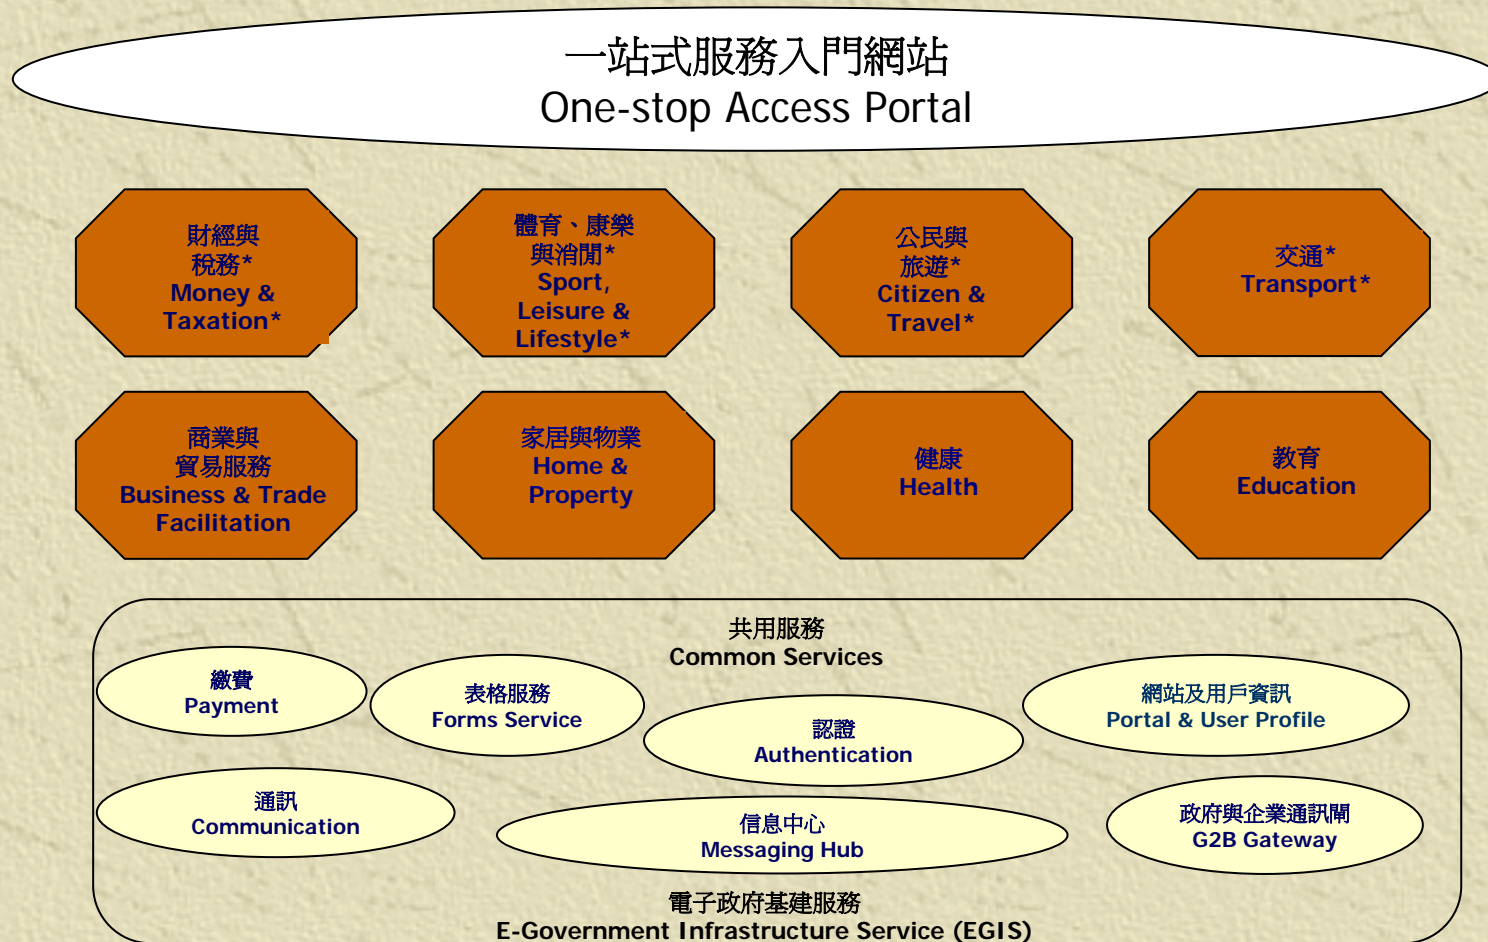 一站式服務入門網站
One-stop Access Portal
財經與
稅務*
Money &
Taxation*
體育、康樂
與消閒*
Sport,
Leisure &
Lifestyle*
公民與
旅遊*
Citizen &
Travel*
交通*
Transport*
商業與
貿易服務
Business & Trade
Facilitation
家居與物業
Home &
Property
健康
Health
教育
Education
共用服務
Common Services
繳費
Payment
表格服務
Forms Service
認證
Authentication
網站及用戶資訊
Portal & User Profile
通訊
Communication
信息中心
Messaging Hub
政府與企業通訊閘
G2B Gateway
電子政府基建服務
E-Government Infrastructure Service (EGIS)